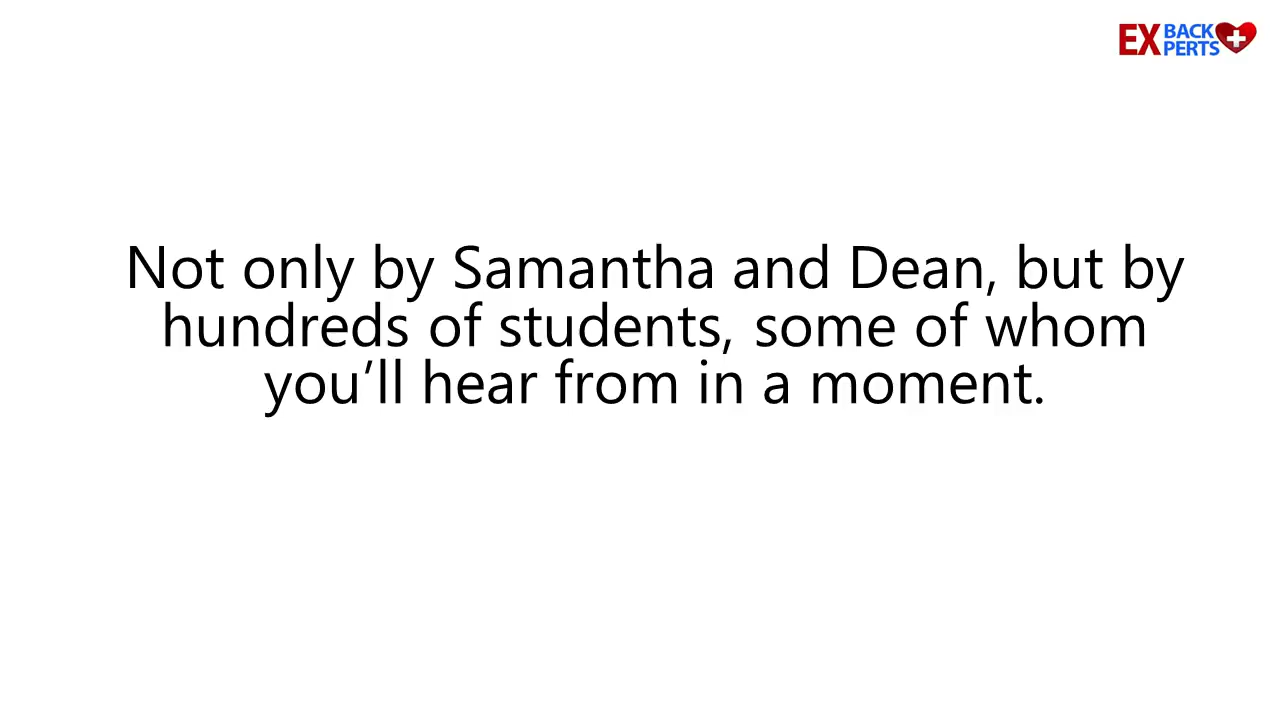 EX BACK
PERTS
Not only by Samantha and Dean, but by
hundreds of students, some of whom
you’ll hear from in a moment.